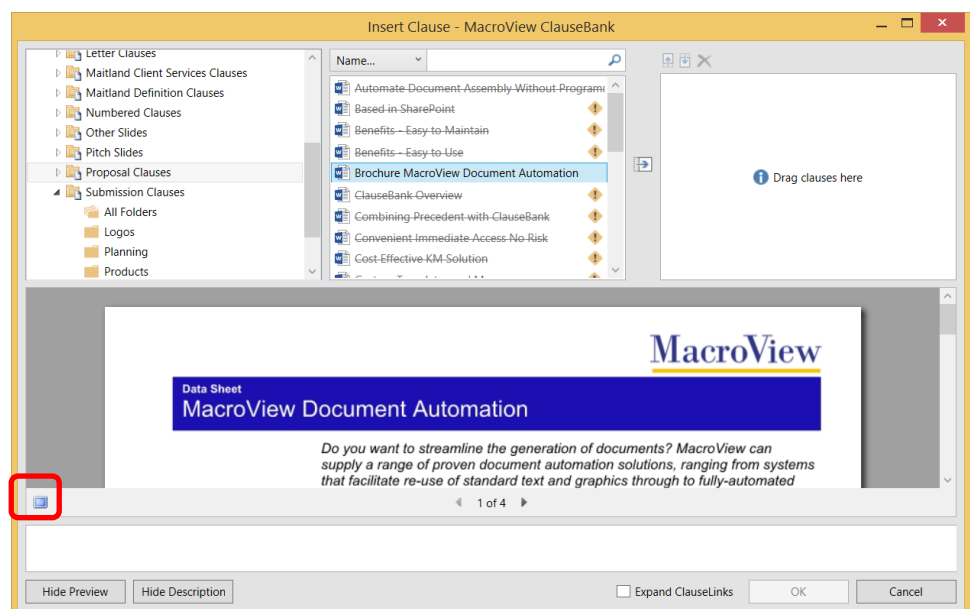 Insert Clause - MacroView ClauseBank
Letter Clauses
Maitland Client Services Clauses
Maitland Definition Clauses
Numbered Clauses
Other Slides
Pitch Slides
Proposal Clauses
Submission Clauses
All Folders
Logos
Planning
Products
Name...
Automate Document Assembly Without Programi
Based in SharePoint
Benefits - Easy to Maintain
Benefits - Easy to Use
Brochure MacroView Document Automation
ClauseBank Overview
Combining Precedent with ClauseBank
Convenient Immediate Access No Risk
Cost Effective KM Solution
Drag clauses here
MacroView
Data Sheet
MacroView Document Automation
Do you want to streamline the generation of documents? MacroView can
supply a range of proven document automation solutions, ranging from systems
that facilitate re-use of standard text and graphics through to fully-automated
1 of 4
Hide Preview
Hide Description
Expand ClauseLinks
OK
Cancel